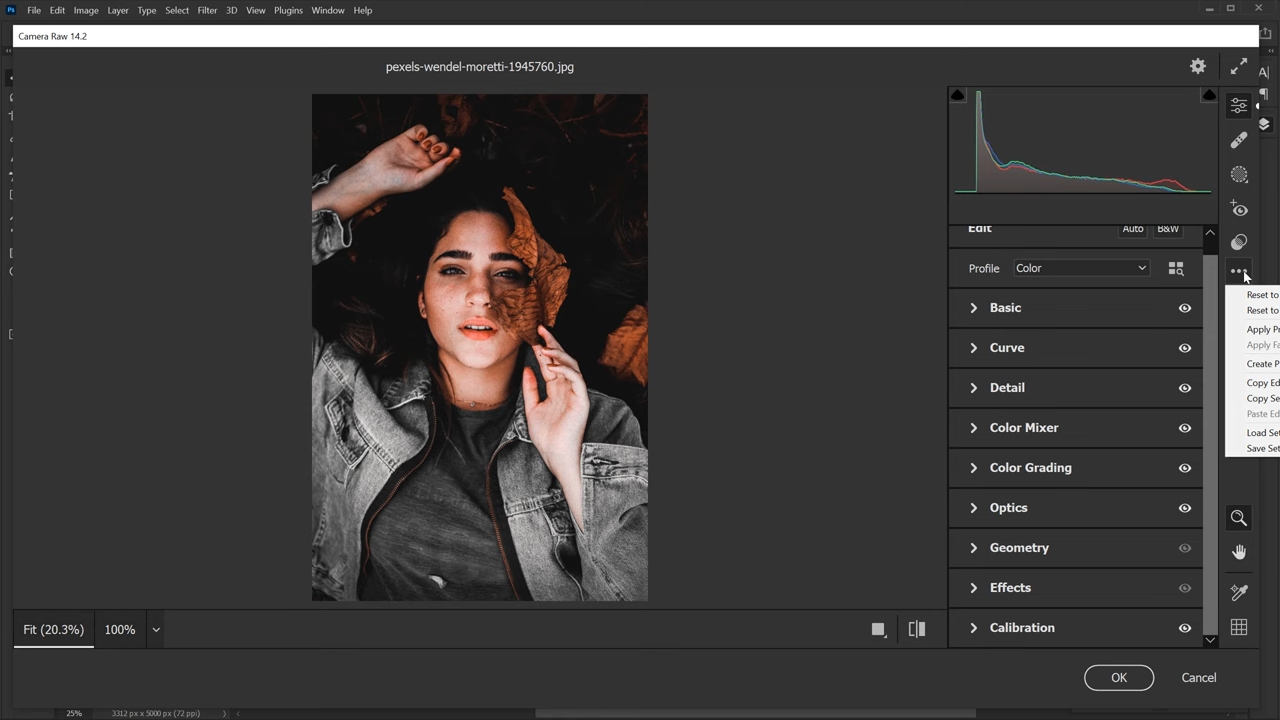 Ps File Edit Image Layer Type Select Filter 3D View Plugins Window Help
Camera Raw 14.2
pexels-wendel-moretti-1945760.jpg
Edit Auto B&W
Profile Color
Basic
Curve
Detail
Color Mixer
Color Grading
Optics
Geometry
Effects
Calibration
Reset to
Reset to
Apply Pr
Apply Fa
Create P
Copy Ed
Copy Se
Paste Ed
Load Set
Save Set
Fit (20.3%) 100%
OK Cancel
25% 3312 px x 5000 px (72 ppi)